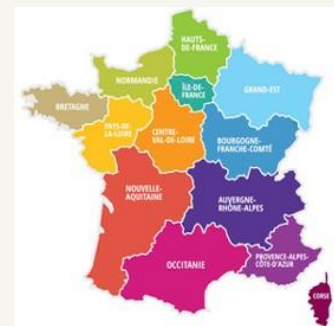 HAUTS-
DE-FRANCE
NORMANDIE
ÎLE-DE-
FRANCE
GRAND-EST
BRETAGNE
PAYS-DE-
LA-LOIRE
CENTRE-
VAL-DE-LOIRE
BOURGOGNE-
FRANCHE-COMTÉ
NOUVELLE-
AQUITAINE
AUVERGNE-
RHÔNE-ALPES
OCCITANIE
PROVENCE-ALPES-
CÔTE-D'AZUR
CORSE